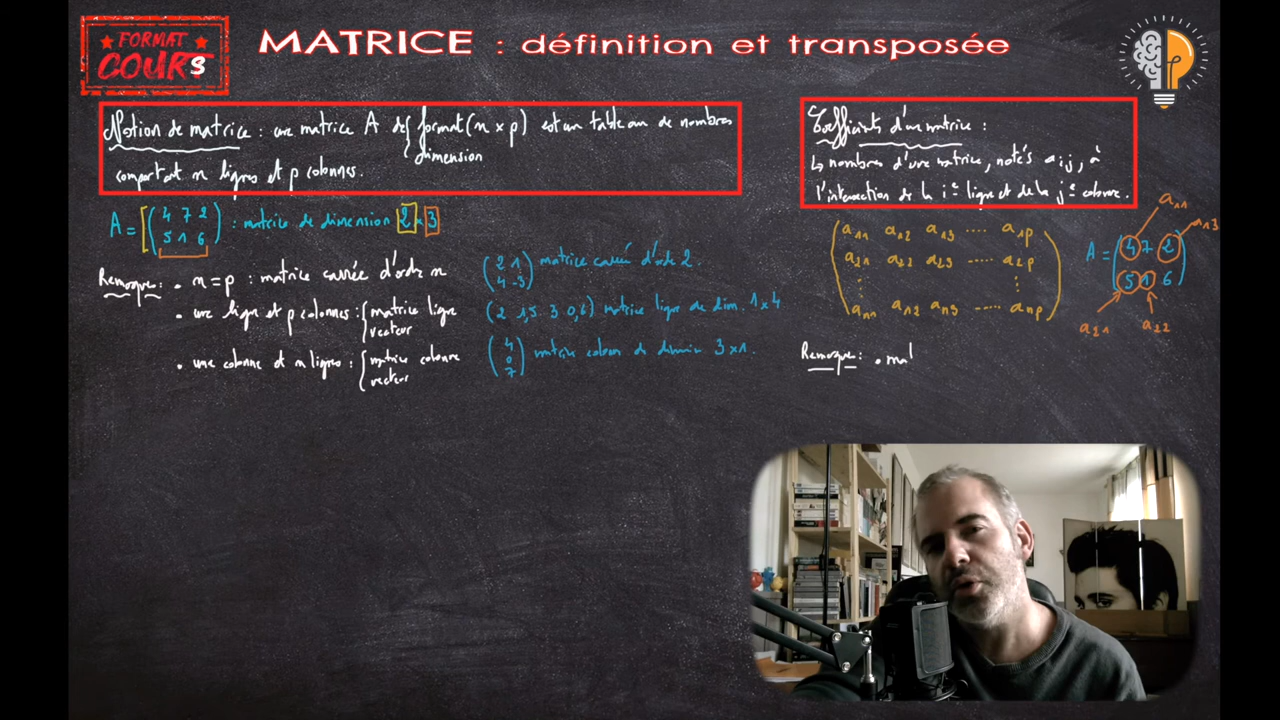 FORMAT
COURS
MATRICE : définition et transposée
Notion de matrice : une matrice A de { format (n x p) est un tableau de nombres
dimension
comportant n lignes et p colonnes.
A = ( 4 7 2 ) : matrice de dimension 2 x 3
5 1 6
Remarque : • n = p : matrice carrée d'ordre n
( 2 1 ) matrice carrée d'ordre 2.
4 -3
• une ligne et p colonnes : { matrice ligne
vecteur
(2 1,5 3 0,6) matrice ligne de dim. 1 x 4
• une colonne et n lignes : { matrice colonne
vecteur
( 4 0 7 ) matrice colonne de dimension 3 x 1.
Coefficients d'une matrice :
↳ nombres d'une matrice, notés aij, à
l'intersection de la iᵉ ligne et de la jᵉ colonne.
a11 a12 a13 ..... a1p
a21 a22 a23 ..... a2p
⋮ ⋮
an1 an2 an3 ..... anp
a11
a13
A = ( 4 7 2 )
5 1 6
a21 a22
Remarque : • mat